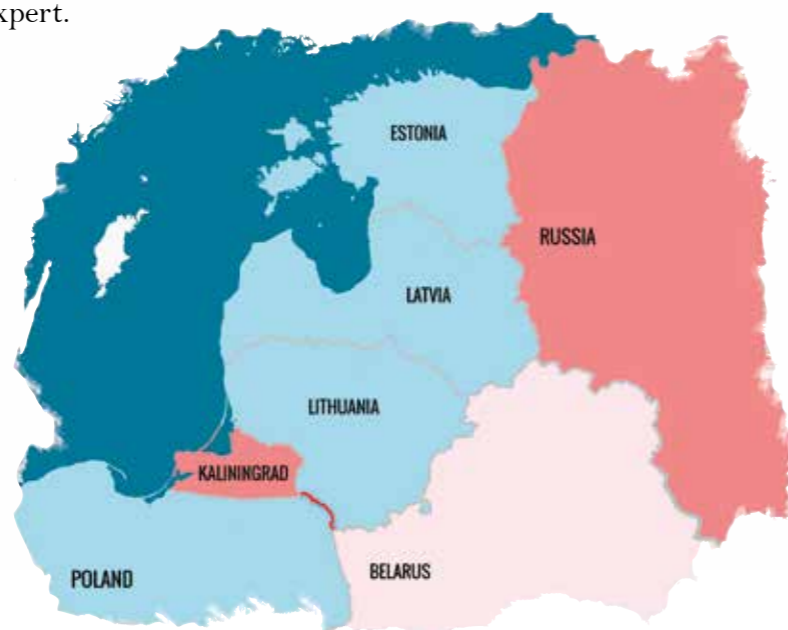 xpert.
ESTONIA
RUSSIA
LATVIA
LITHUANIA
KALININGRAD
POLAND
BELARUS